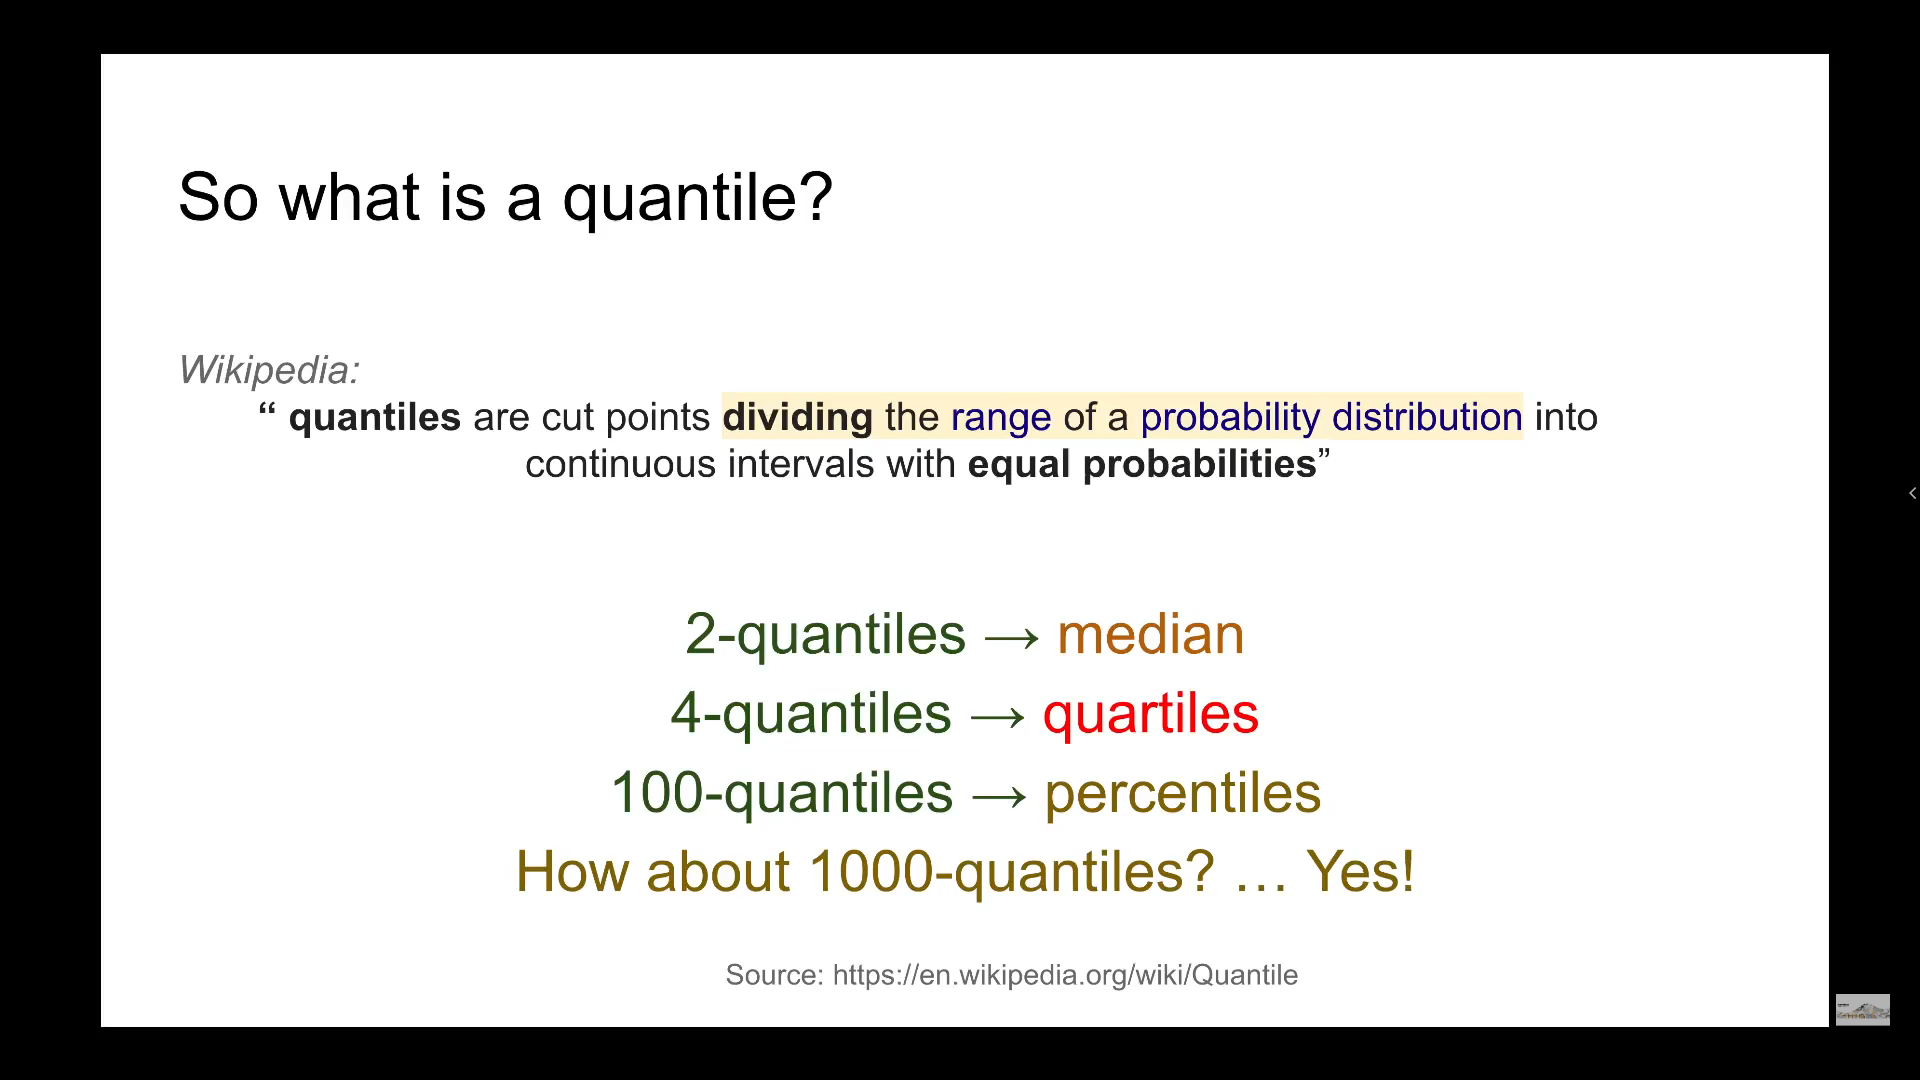 So what is a quantile?
Wikipedia:
“ quantiles are cut points dividing the range of a probability distribution into
continuous intervals with equal probabilities”
2-quantiles → median
4-quantiles → quartiles
100-quantiles → percentiles
How about 1000-quantiles? … Yes!
Source: https://en.wikipedia.org/wiki/Quantile